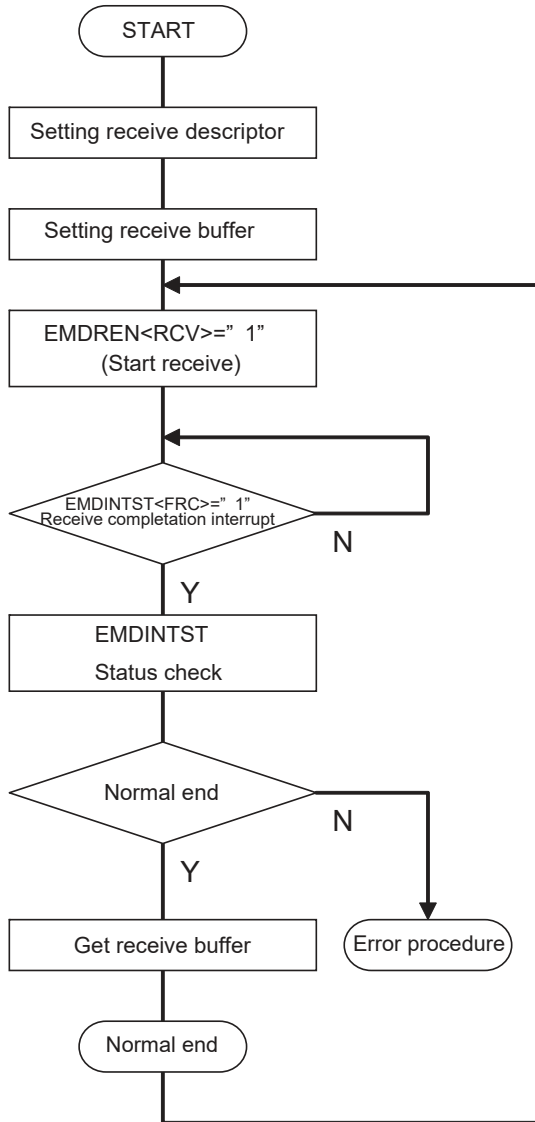 START
Setting receive descriptor
Setting receive buffer
EMDREN<RCV>=” 1”
(Start receive)
EMDINTST<FRC>=” 1”
Receive completation interrupt
N
Y
EMDINTST
Status check
Normal end
N
Y
Get receive buffer
Error procedure
Normal end